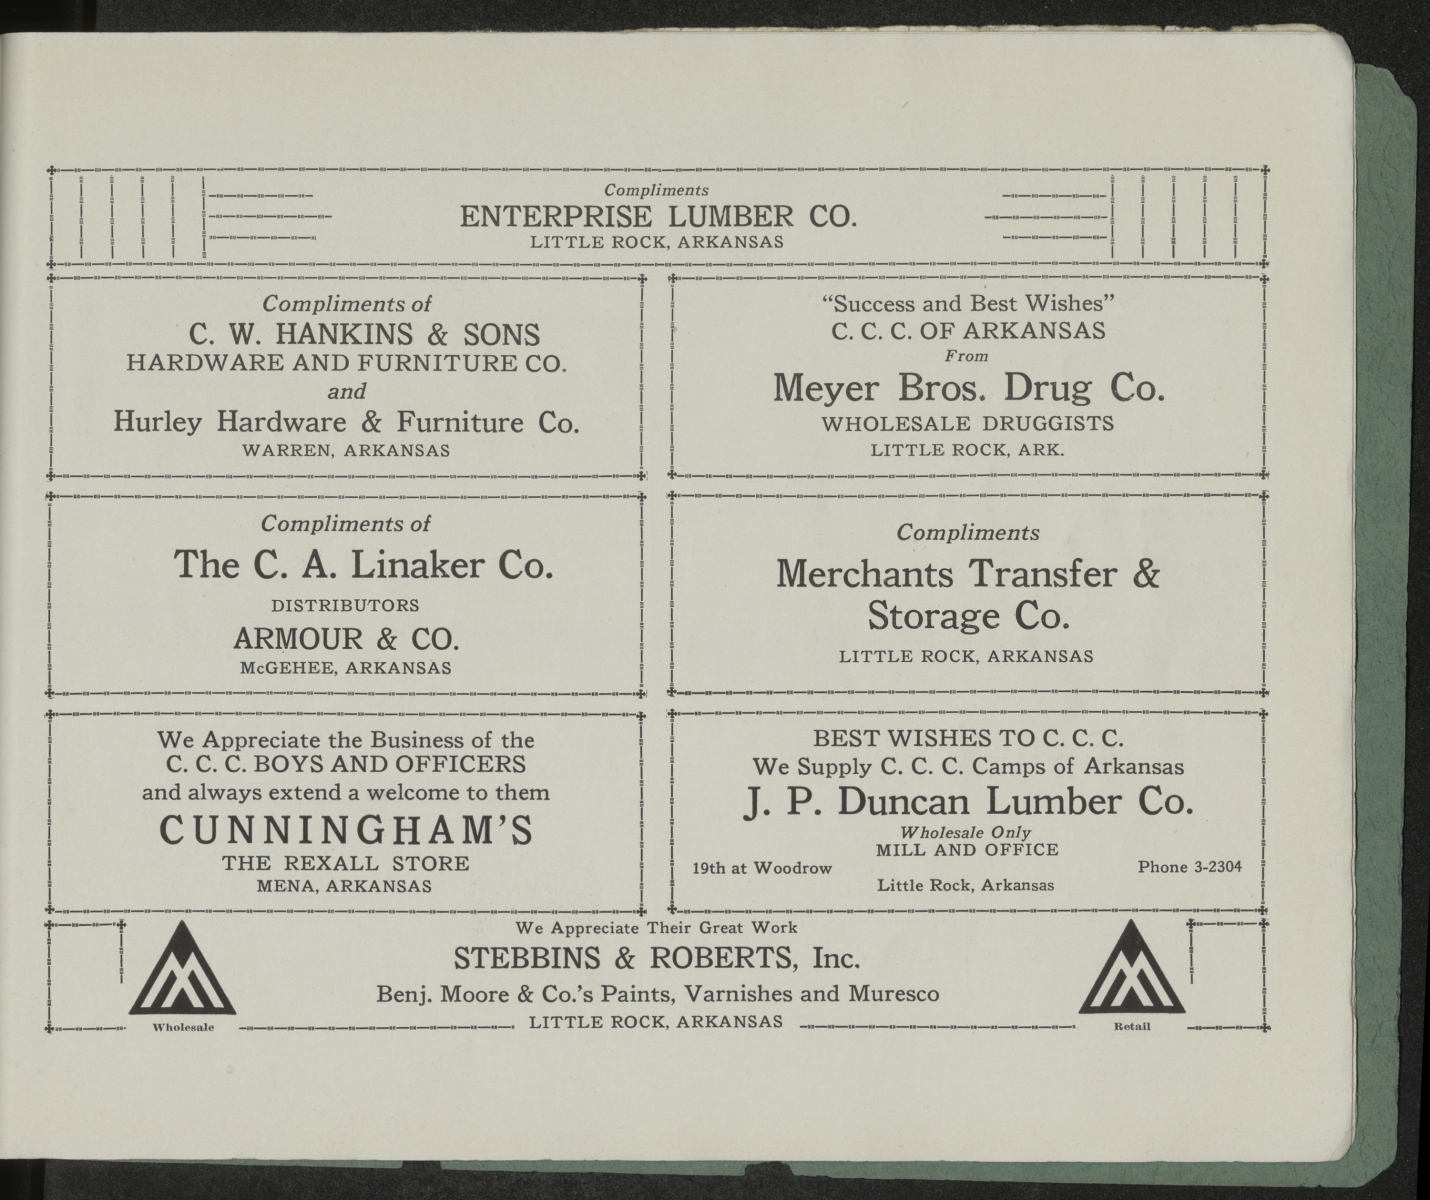 Compliments
ENTERPRISE LUMBER CO.
LITTLE ROCK, ARKANSAS
Compliments of
C. W. HANKINS & SONS
HARDWARE AND FURNITURE CO.
and
Hurley Hardware & Furniture Co.
WARREN, ARKANSAS
“Success and Best Wishes”
C. C. C. OF ARKANSAS
From
Meyer Bros. Drug Co.
WHOLESALE DRUGGISTS
LITTLE ROCK, ARK.
Compliments of
The C. A. Linaker Co.
DISTRIBUTORS
ARMOUR & CO.
McGEHEE, ARKANSAS
Compliments
Merchants Transfer &
Storage Co.
LITTLE ROCK, ARKANSAS
We Appreciate the Business of the
C. C. C. BOYS AND OFFICERS
and always extend a welcome to them
CUNNINGHAM’S
THE REXALL STORE
MENA, ARKANSAS
BEST WISHES TO C. C. C.
We Supply C. C. C. Camps of Arkansas
J. P. Duncan Lumber Co.
Wholesale Only
MILL AND OFFICE
19th at Woodrow
Phone 3-2304
Little Rock, Arkansas
We Appreciate Their Great Work
STEBBINS & ROBERTS, Inc.
Benj. Moore & Co.’s Paints, Varnishes and Muresco
Wholesale
LITTLE ROCK, ARKANSAS
Retail